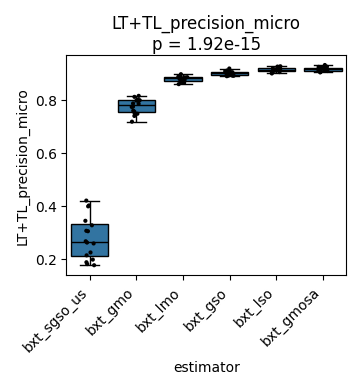 LT+TL_precision_micro
p = 1.92e-15
LT+TL_precision_micro
0.8
0.6
0.4
0.2
bxt_sgso_us
bxt_gmo
bxt_lmo
bxt_gso
bxt_lso
bxt_gmosa
estimator